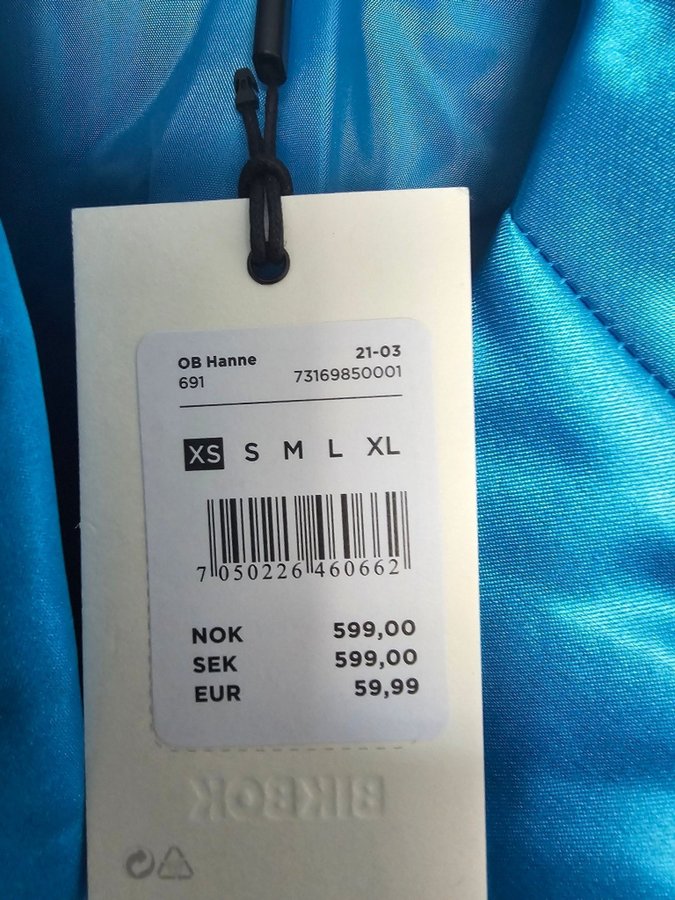 OB Hanne 21-03
691 73169850001
XS S M L XL
7 050226 460662
NOK 599,00
SEK 599,00
EUR 59,99
BIKBOK